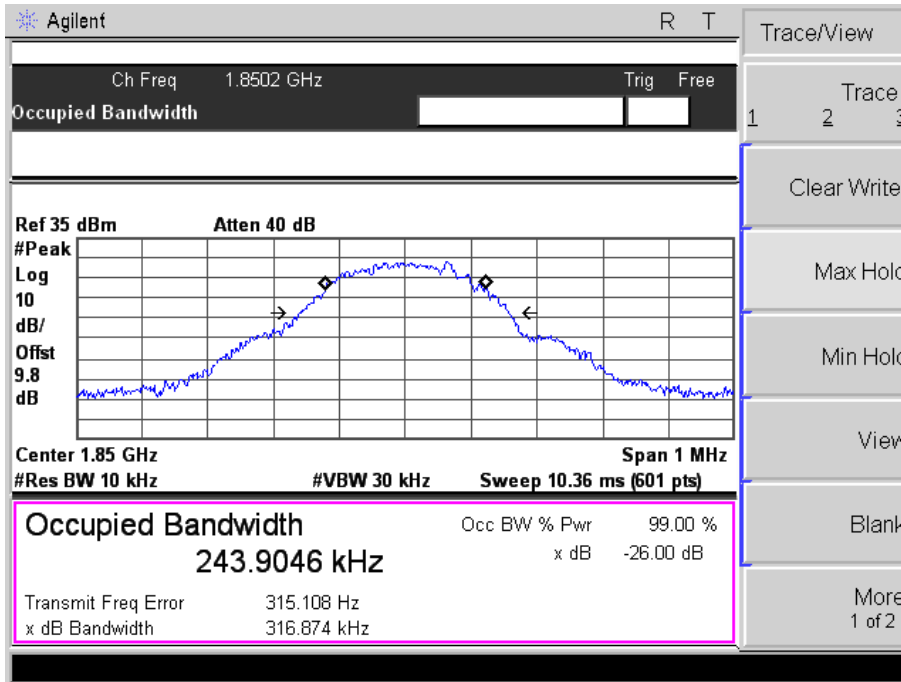 Agilent R T
Trace/View
Ch Freq 1.8502 GHz Trig Free
Occupied Bandwidth
Trace
1 2 3
Clear Write
Ref 35 dBm Atten 40 dB
#Peak
Log
10
dB/
Offst
9.8
dB
Max Hold
Min Hold
View
Center 1.85 GHz Span 1 MHz
#Res BW 10 kHz #VBW 30 kHz Sweep 10.36 ms (601 pts)
Occupied Bandwidth
243.9046 kHz
Occ BW % Pwr 99.00 %
x dB -26.00 dB
Transmit Freq Error 315.108 Hz
x dB Bandwidth 316.874 kHz
Blank
More
1 of 2